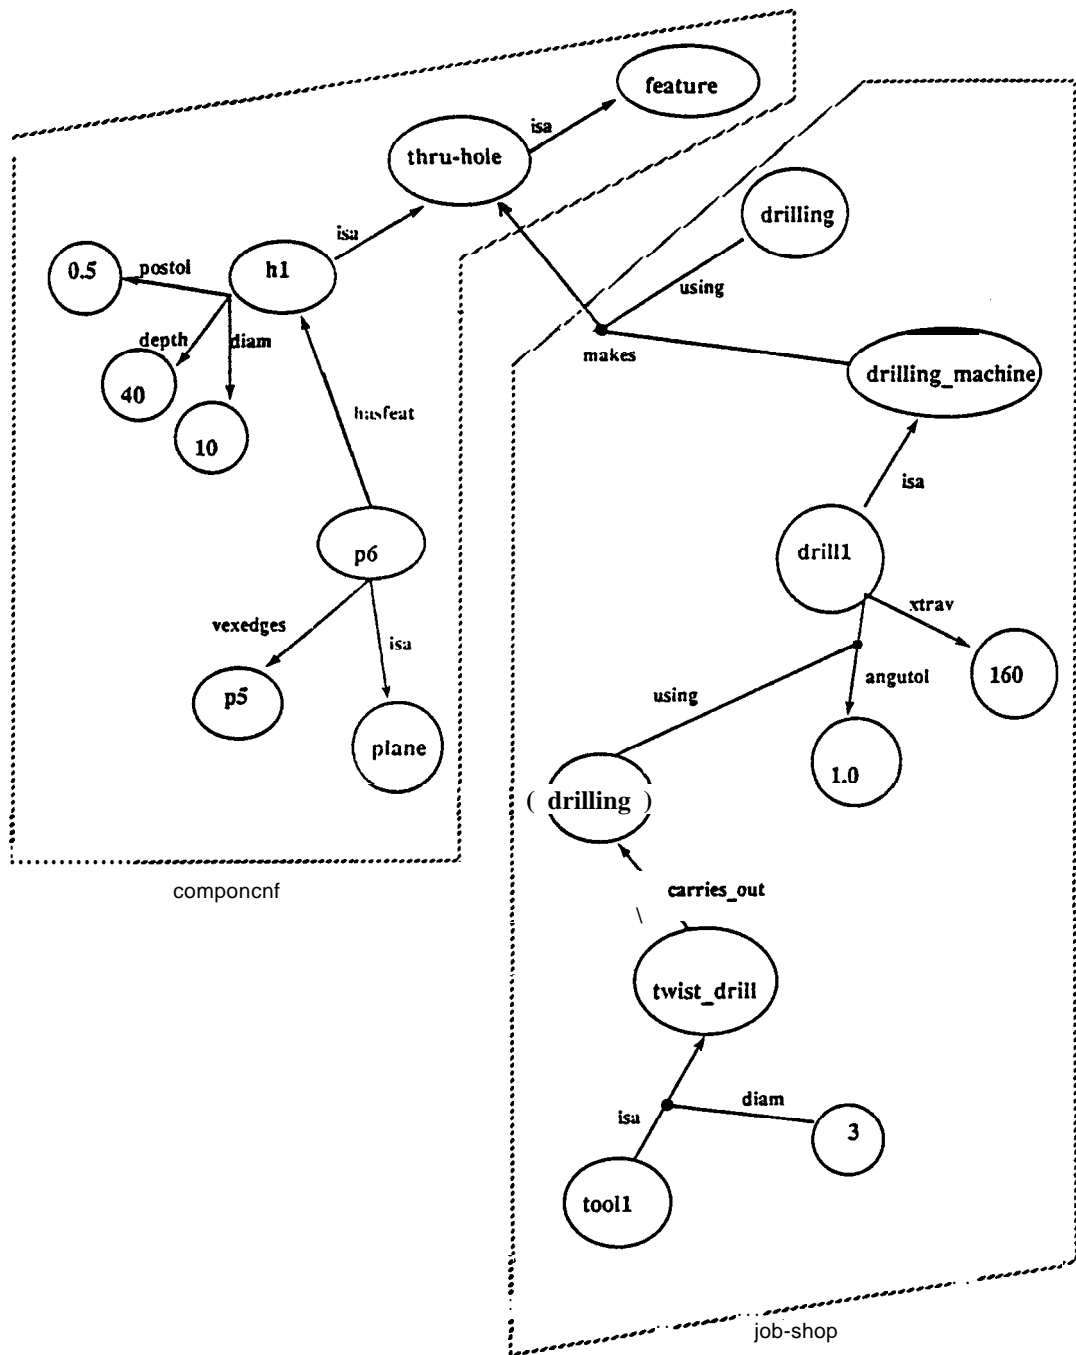 feature
isa
thru-hole
drilling
isa
0.5
postol
h1
using
depth
diam
makes
drilling_machine
40
hasfeat
10
isa
p6
drill1
xtrav
vexedges
isa
using
angutol
160
p5
plane
1.0
( drilling )
componcnf
carries_out
twist_drill
isa
diam
3
tool1
job-shop